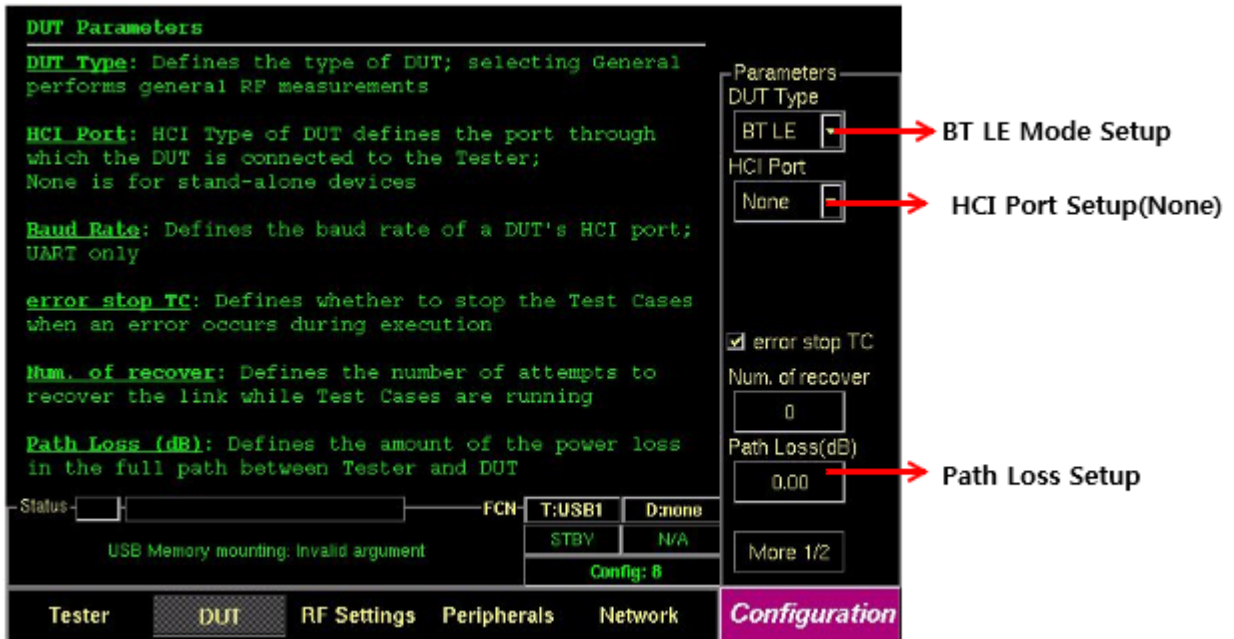 DUT Parameters
DUT Type: Defines the type of DUT; selecting General
performs general RF measurements
HCI Port: HCI Type of DUT defines the port through
which the DUT is connected to the Tester;
None is for stand-alone devices
Baud Rate: Defines the baud rate of a DUT's HCI port;
UART only
error stop TC: Defines whether to stop the Test Cases
when an error occurs during execution
Num. of recover: Defines the number of attempts to
recover the link while Test Cases are running
Path Loss (dB): Defines the amount of the power loss
in the full path between Tester and DUT
Parameters
DUT Type
BT LE
BT LE Mode Setup
HCI Port
None
HCI Port Setup(None)
error stop TC
Num. of recover
0
Path Loss(dB)
0.00
Path Loss Setup
More 1/2
Status
FCN
T:USB1
D:none
STBY
N/A
USB Memory mounting: Invalid argument
Config: 8
Tester
DUT
RF Settings
Peripherals
Network
Configuration